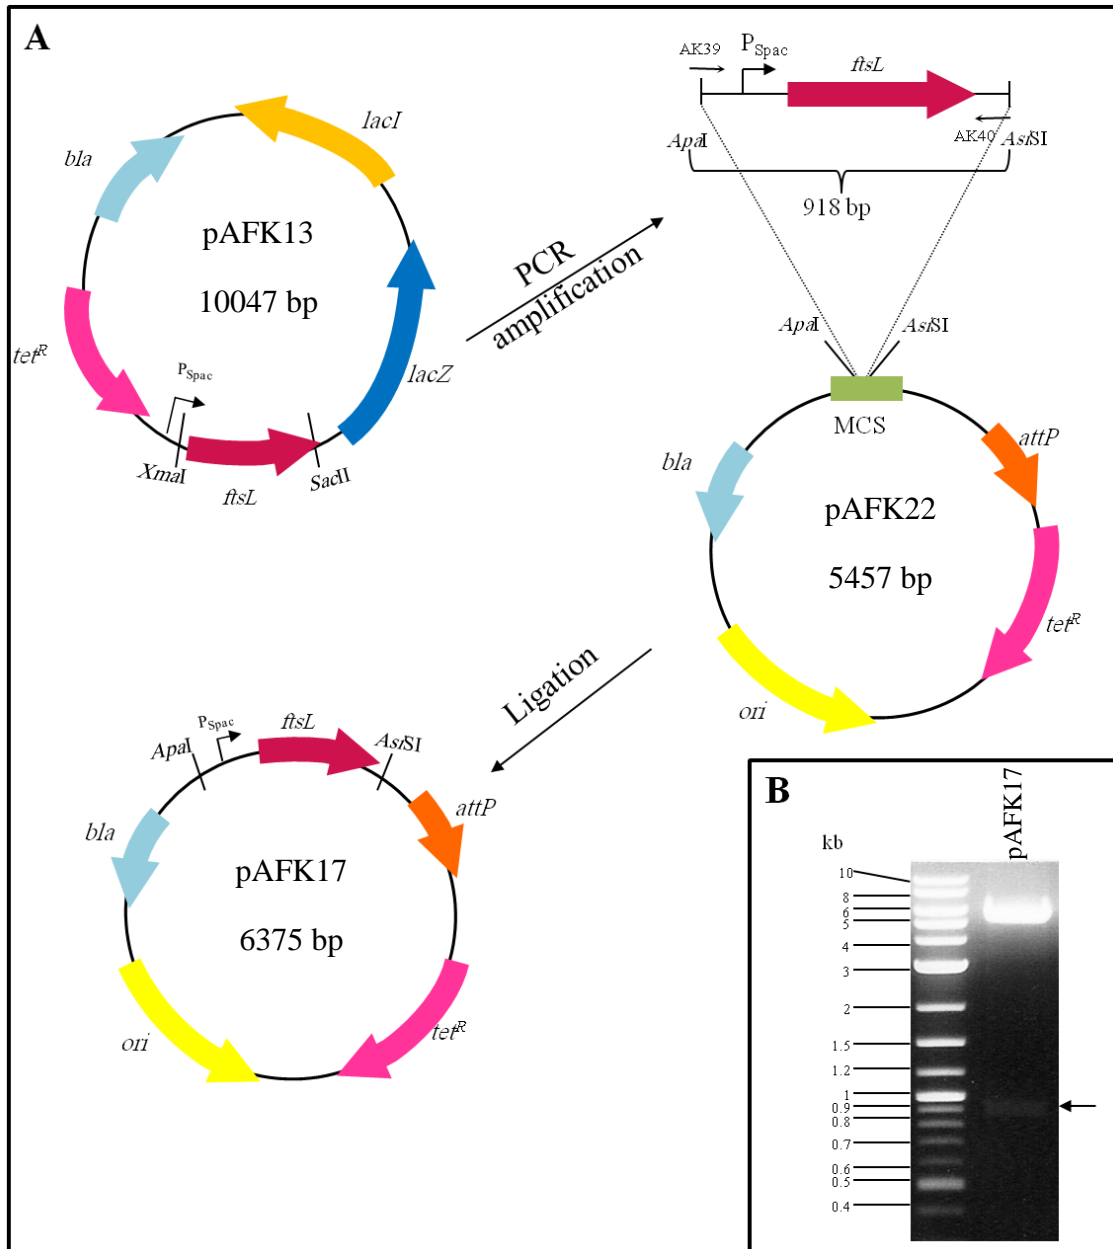 A
lacI
bla
pAFK13
10047 bp
tetᴿ
P_Spac
lacZ
XmaI
ftsL
SacII
PCR
amplification
AK39
P_Spac
ftsL
AK40
ApaI
AsiSI
918 bp
ApaI
AsiSI
MCS
attP
bla
pAFK22
5457 bp
tetᴿ
ori
Ligation
P_Spac
ftsL
ApaI
AsiSI
attP
bla
pAFK17
6375 bp
ori
tetᴿ
B
pAFK17
kb
10
8
6
5
4
3
2
1.5
1.2
1
0.9
0.8
0.7
0.6
0.5
0.4